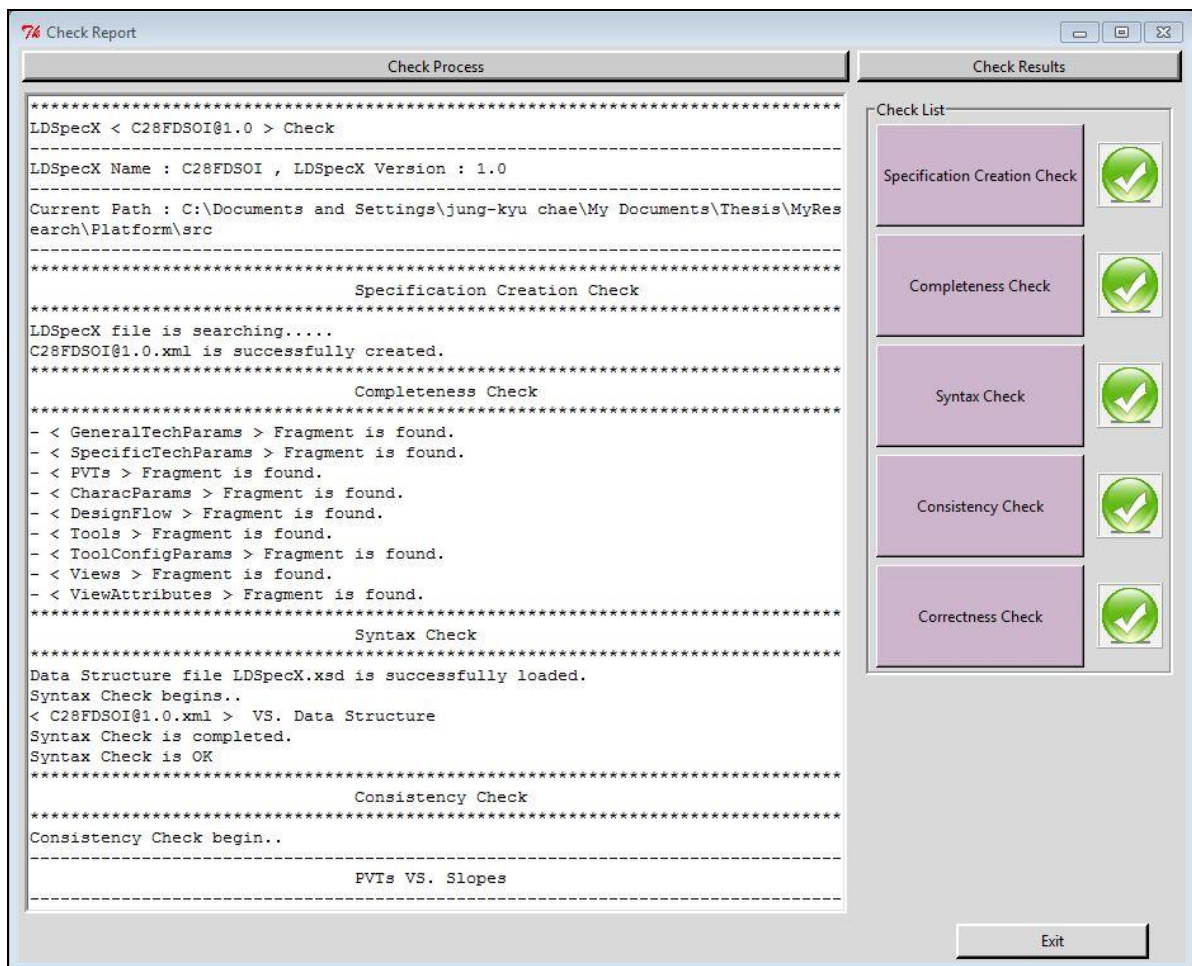 7% Check Report
Check Process
********************************************************************************
LDSpecX < C28FDSOI@1.0 > Check
--------------------------------------------------------------------------------
LDSpecX Name : C28FDSOI , LDSpecX Version : 1.0
--------------------------------------------------------------------------------
Current Path : C:\Documents and Settings\jung-kyu chae\My Documents\Thesis\MyRes
earch\Platform\src
--------------------------------------------------------------------------------
********************************************************************************
Specification Creation Check
********************************************************************************
LDSpecX file is searching.....
C28FDSOI@1.0.xml is successfully created.
********************************************************************************
Completeness Check
********************************************************************************
- < GeneralTechParams > Fragment is found.
- < SpecificTechParams > Fragment is found.
- < PVTs > Fragment is found.
- < CharacParams > Fragment is found.
- < DesignFlow > Fragment is found.
- < Tools > Fragment is found.
- < ToolConfigParams > Fragment is found.
- < Views > Fragment is found.
- < ViewAttributes > Fragment is found.
********************************************************************************
Syntax Check
********************************************************************************
Data Structure file LDSpecX.xsd is successfully loaded.
Syntax Check begins..
< C28FDSOI@1.0.xml >  VS. Data Structure
Syntax Check is completed.
Syntax Check is OK
********************************************************************************
Consistency Check
********************************************************************************
Consistency Check begin..
--------------------------------------------------------------------------------
PVTs VS. Slopes
--------------------------------------------------------------------------------
Check Results
Check List
Specification Creation Check
Completeness Check
Syntax Check
Consistency Check
Correctness Check
Exit